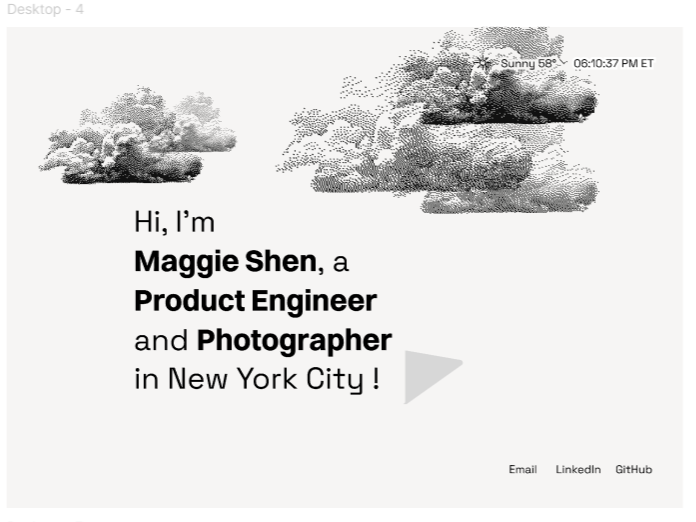 Desktop - 4
Sunny 58° 06:10:37 PM ET
Hi, I'm
Maggie Shen, a
Product Engineer
and Photographer
in New York City !
Email LinkedIn GitHub